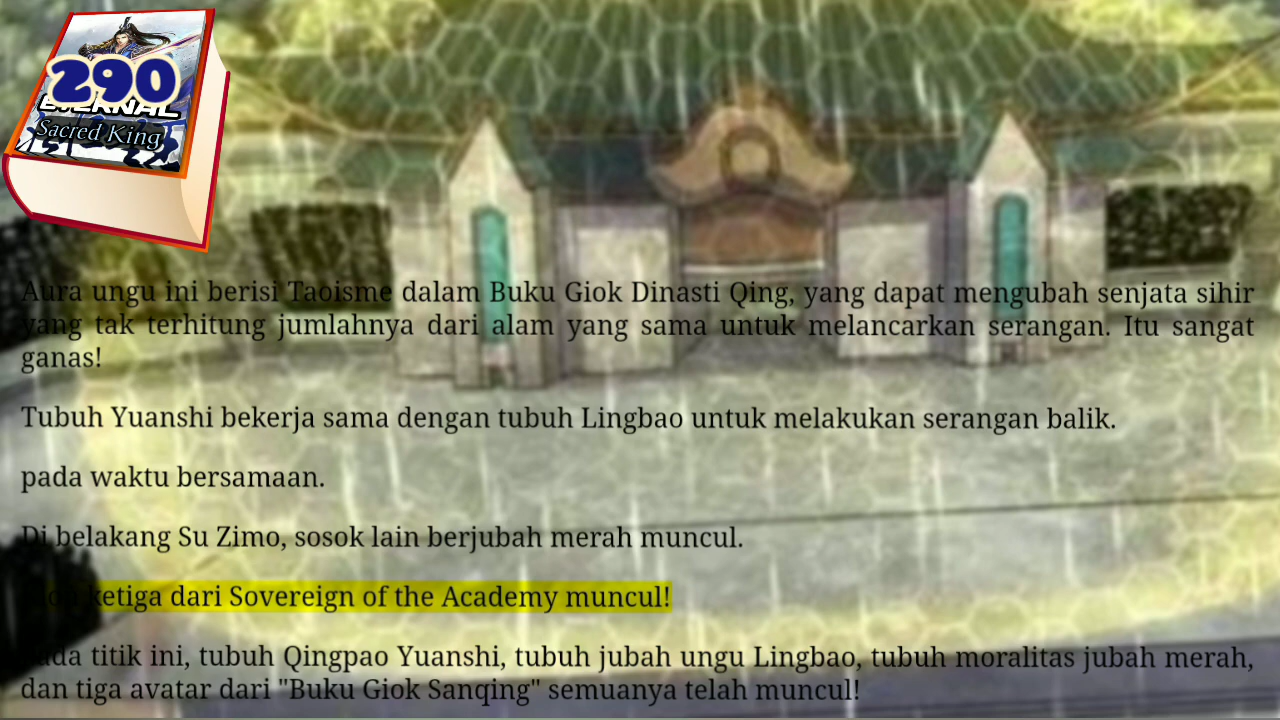 290
ETERNAL
Sacred King
Aura ungu ini berisi Taoisme dalam Buku Giok Dinasti Qing, yang dapat mengubah senjata sihir
yang tak terhitung jumlahnya dari alam yang sama untuk melancarkan serangan. Itu sangat
ganas!
Tubuh Yuanshi bekerja sama dengan tubuh Lingbao untuk melakukan serangan balik.
pada waktu bersamaan.
Di belakang Su Zimo, sosok lain berjubah merah muncul.
ketiga dari Sovereign of the Academy muncul!
Pada titik ini, tubuh Qingpao Yuanshi, tubuh jubah ungu Lingbao, tubuh moralitas jubah merah,
dan tiga avatar dari "Buku Giok Sanqing" semuanya telah muncul!